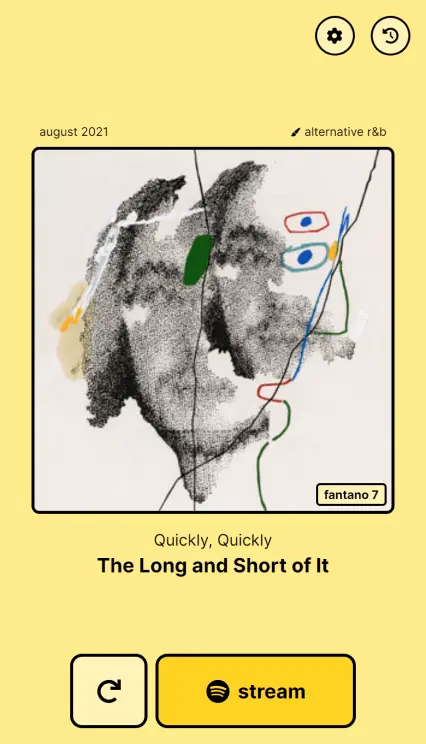 august 2021
alternative r&b
fantano 7
Quickly, Quickly
The Long and Short of It
stream